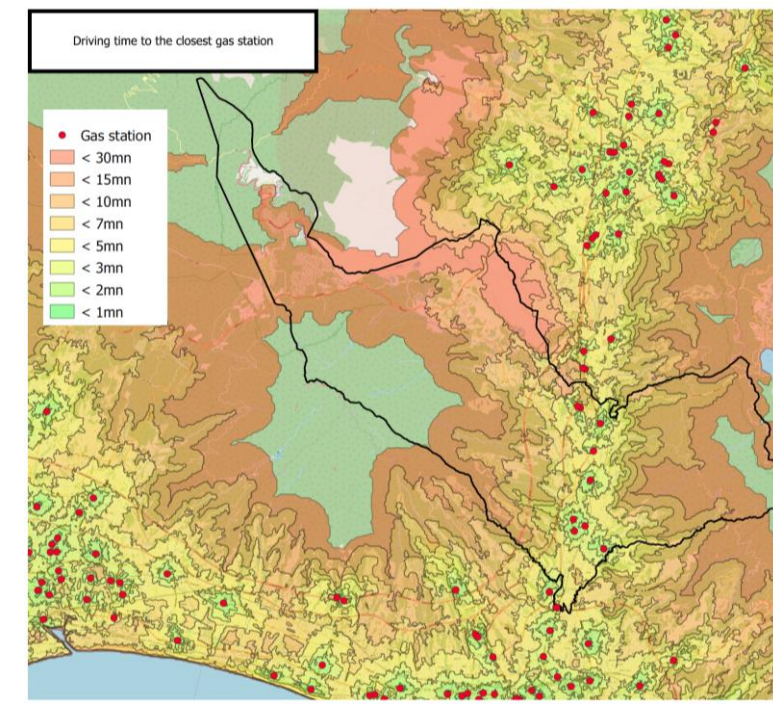 Driving time to the closest gas station
Gas station
< 30mn
< 15mn
< 10mn
< 7mn
< 5mn
< 3mn
< 2mn
< 1mn